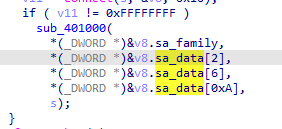 if ( v11 != 0xFFFFFFFF )
sub_401000(
*(_DWORD *)&v8.sa_family,
*(_DWORD *)&v8.sa_data[2],
*(_DWORD *)&v8.sa_data[6],
*(_DWORD *)&v8.sa_data[0xA],
s);
}